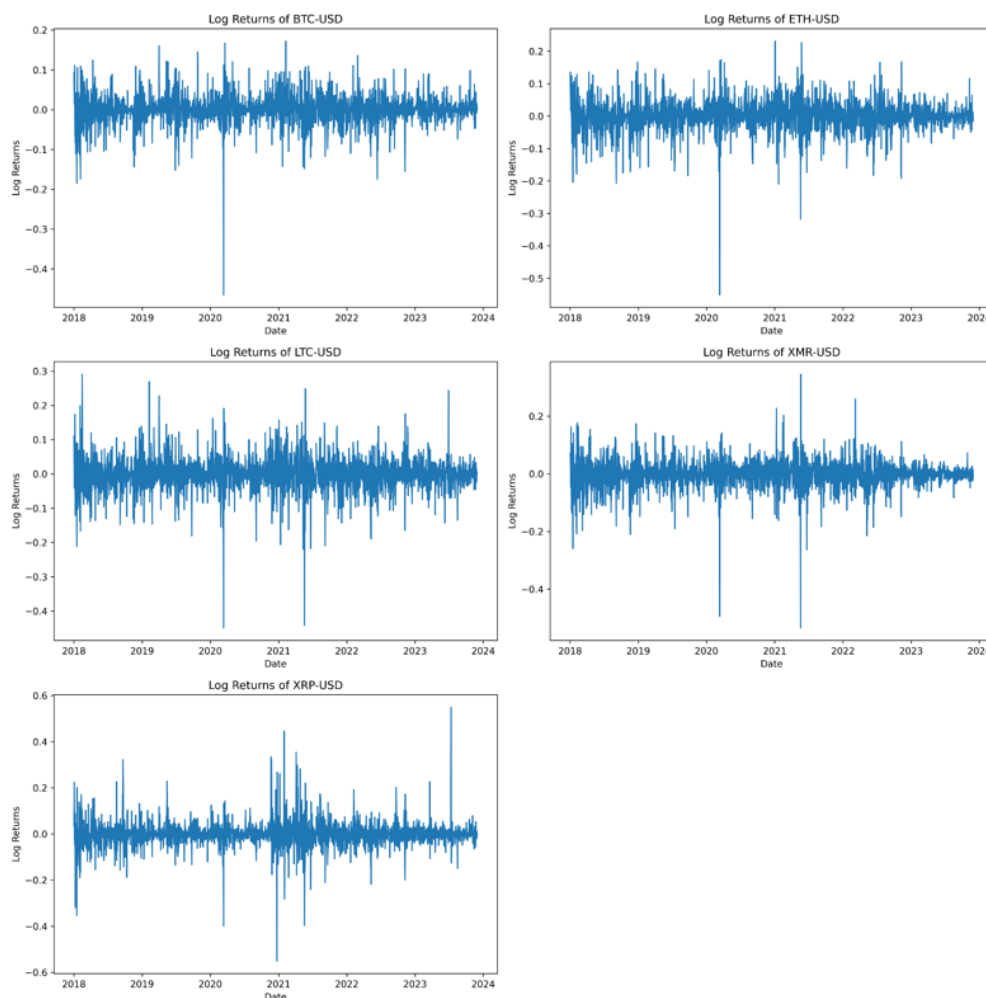 Log Returns of BTC-USD
0.2
0.1
0.0
−0.1
−0.2
−0.3
−0.4
Log Returns
2018 2019 2020 2021 2022 2023 2024
Date
Log Returns of ETH-USD
0.2
0.1
0.0
−0.1
−0.2
−0.3
−0.4
−0.5
Log Returns
2018 2019 2020 2021 2022 2023 2024
Date
Log Returns of LTC-USD
0.3
0.2
0.1
0.0
−0.1
−0.2
−0.3
−0.4
Log Returns
2018 2019 2020 2021 2022 2023 2024
Date
Log Returns of XMR-USD
0.2
0.0
−0.2
−0.4
Log Returns
2018 2019 2020 2021 2022 2023 2024
Date
Log Returns of XRP-USD
0.6
0.4
0.2
0.0
−0.2
−0.4
−0.6
Log Returns
2018 2019 2020 2021 2022 2023 2024
Date